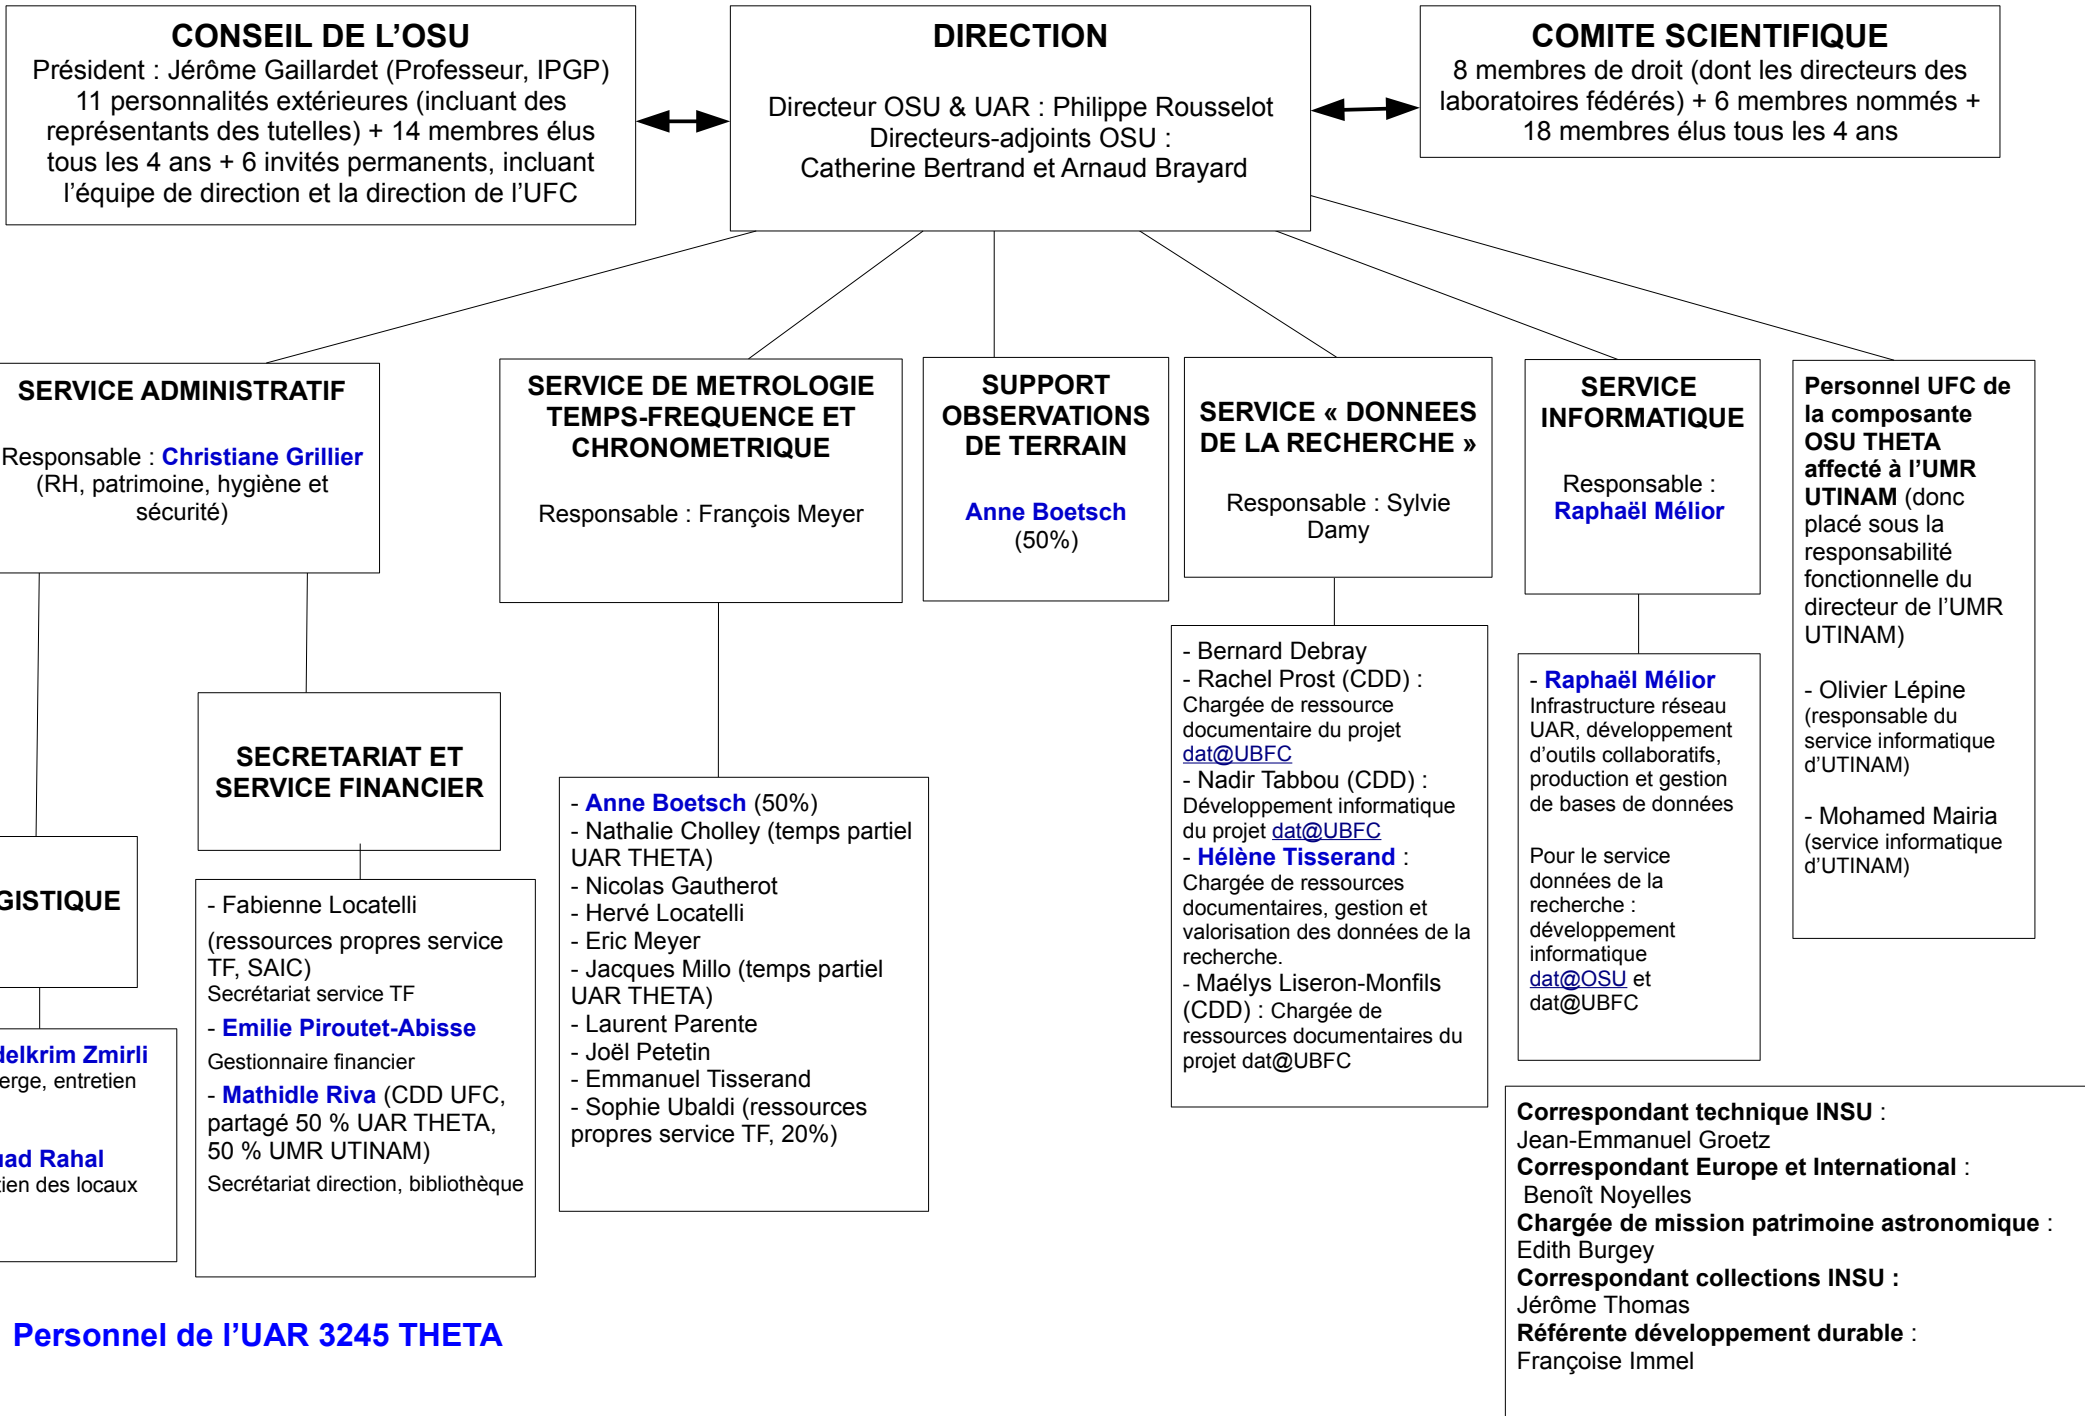 CONSEIL DE L'OSU
Président : Jérôme Gaillardet (Professeur, IPGP)
11 personnalités extérieures (incluant des
représentants des tutelles) + 14 membres élus
tous les 4 ans + 6 invités permanents, incluant
l'équipe de direction et la direction de l'UFC
DIRECTION
Directeur OSU & UAR : Philippe Rousselot
Directeurs-adjoints OSU :
Catherine Bertrand et Arnaud Brayard
COMITE SCIENTIFIQUE
8 membres de droit (dont les directeurs des
laboratoires fédérés) + 6 membres nommés +
18 membres élus tous les 4 ans
SERVICE ADMINISTRATIF
Responsable : Christiane Grillier
(RH, patrimoine, hygiène et
sécurité)
SERVICE DE METROLOGIE
TEMPS-FREQUENCE ET
CHRONOMETRIQUE
Responsable : François Meyer
SUPPORT
OBSERVATIONS
DE TERRAIN
Anne Boetsch
(50%)
SERVICE « DONNEES
DE LA RECHERCHE »
Responsable : Sylvie
Damy
SERVICE
INFORMATIQUE
Responsable :
Raphaël Mélior
Personnel UFC de
la composante
OSU THETA
affecté à l'UMR
UTINAM (donc
placé sous la
responsabilité
fonctionnelle du
directeur de l'UMR
UTINAM)
- Olivier Lépine
(responsable du
service informatique
d'UTINAM)
- Mohamed Mairia
(service informatique
d'UTINAM)
GISTIQUE
delkrim Zmirli
erge, entretien
uad Rahal
tien des locaux
SECRETARIAT ET
SERVICE FINANCIER
- Fabienne Locatelli
(ressources propres service
TF, SAIC)
Secrétariat service TF
- Emilie Piroutet-Abisse
Gestionnaire financier
- Mathidle Riva (CDD UFC,
partagé 50 % UAR THETA,
50 % UMR UTINAM)
Secrétariat direction, bibliothèque
- Anne Boetsch (50%)
- Nathalie Cholley (temps partiel
UAR THETA)
- Nicolas Gautherot
- Hervé Locatelli
- Eric Meyer
- Jacques Millo (temps partiel
UAR THETA)
- Laurent Parente
- Joël Petetin
- Emmanuel Tisserand
- Sophie Ubaldi (ressources
propres service TF, 20%)
- Bernard Debray
- Rachel Prost (CDD) :
Chargée de ressource
documentaire du projet
dat@UBFC
- Nadir Tabbou (CDD) :
Développement informatique
du projet dat@UBFC
- Hélène Tisserand :
Chargée de ressources
documentaires, gestion et
valorisation des données de la
recherche.
- Maélys Liseron-Monfils
(CDD) : Chargée de
ressources documentaires du
projet dat@UBFC
- Raphaël Mélior
Infrastructure réseau
UAR, développement
d'outils collaboratifs,
production et gestion
de bases de données
Pour le service
données de la
recherche :
développement
informatique
dat@OSU et
dat@UBFC
Correspondant technique INSU :
Jean-Emmanuel Groetz
Correspondant Europe et International :
Benoît Noyelles
Chargée de mission patrimoine astronomique :
Edith Burgey
Correspondant collections INSU :
Jérôme Thomas
Référente développement durable :
Françoise Immel
Personnel de l'UAR 3245 THETA